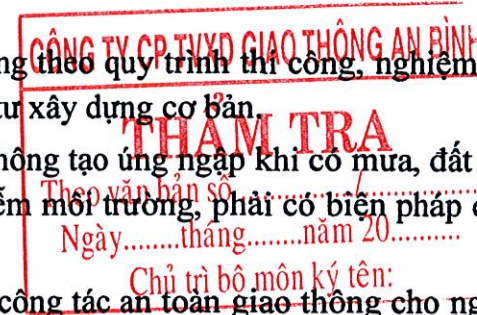 CÔNG TY CP TVXD GIAO THÔNG AN BÌNH
ng theo quy trình thi công, nghiệm
tư xây dựng cơ bản.
THẨM TRA
hông tạo úng ngập khi có mưa, đất
Theo văn bản số............/............
ễm môi trường, phải có biện pháp
Ngày........tháng........năm 20..........
Chủ trì bộ môn ký tên:
công tác an toàn giao thông cho ng